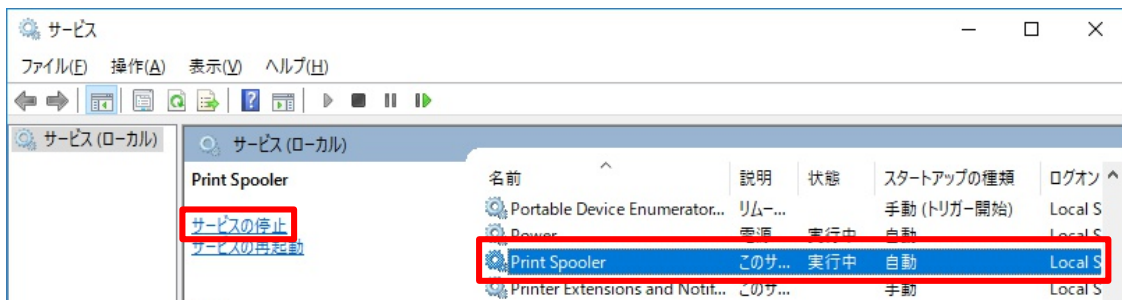 サービス
ファイル(F) 操作(A) 表示(V) ヘルプ(H)
サービス (ローカル)
サービス (ローカル)
Print Spooler
サービスの停止
サービスの再起動
名前 説明 状態 スタートアップの種類 ログオン
Portable Device Enumerator... リムー... 手動 (トリガー開始) Local S
Power 電源 実行中 自動 Local S
Print Spooler このサ... 実行中 自動 Local S
Printer Extensions and Notif... このサ... 手動 Local S